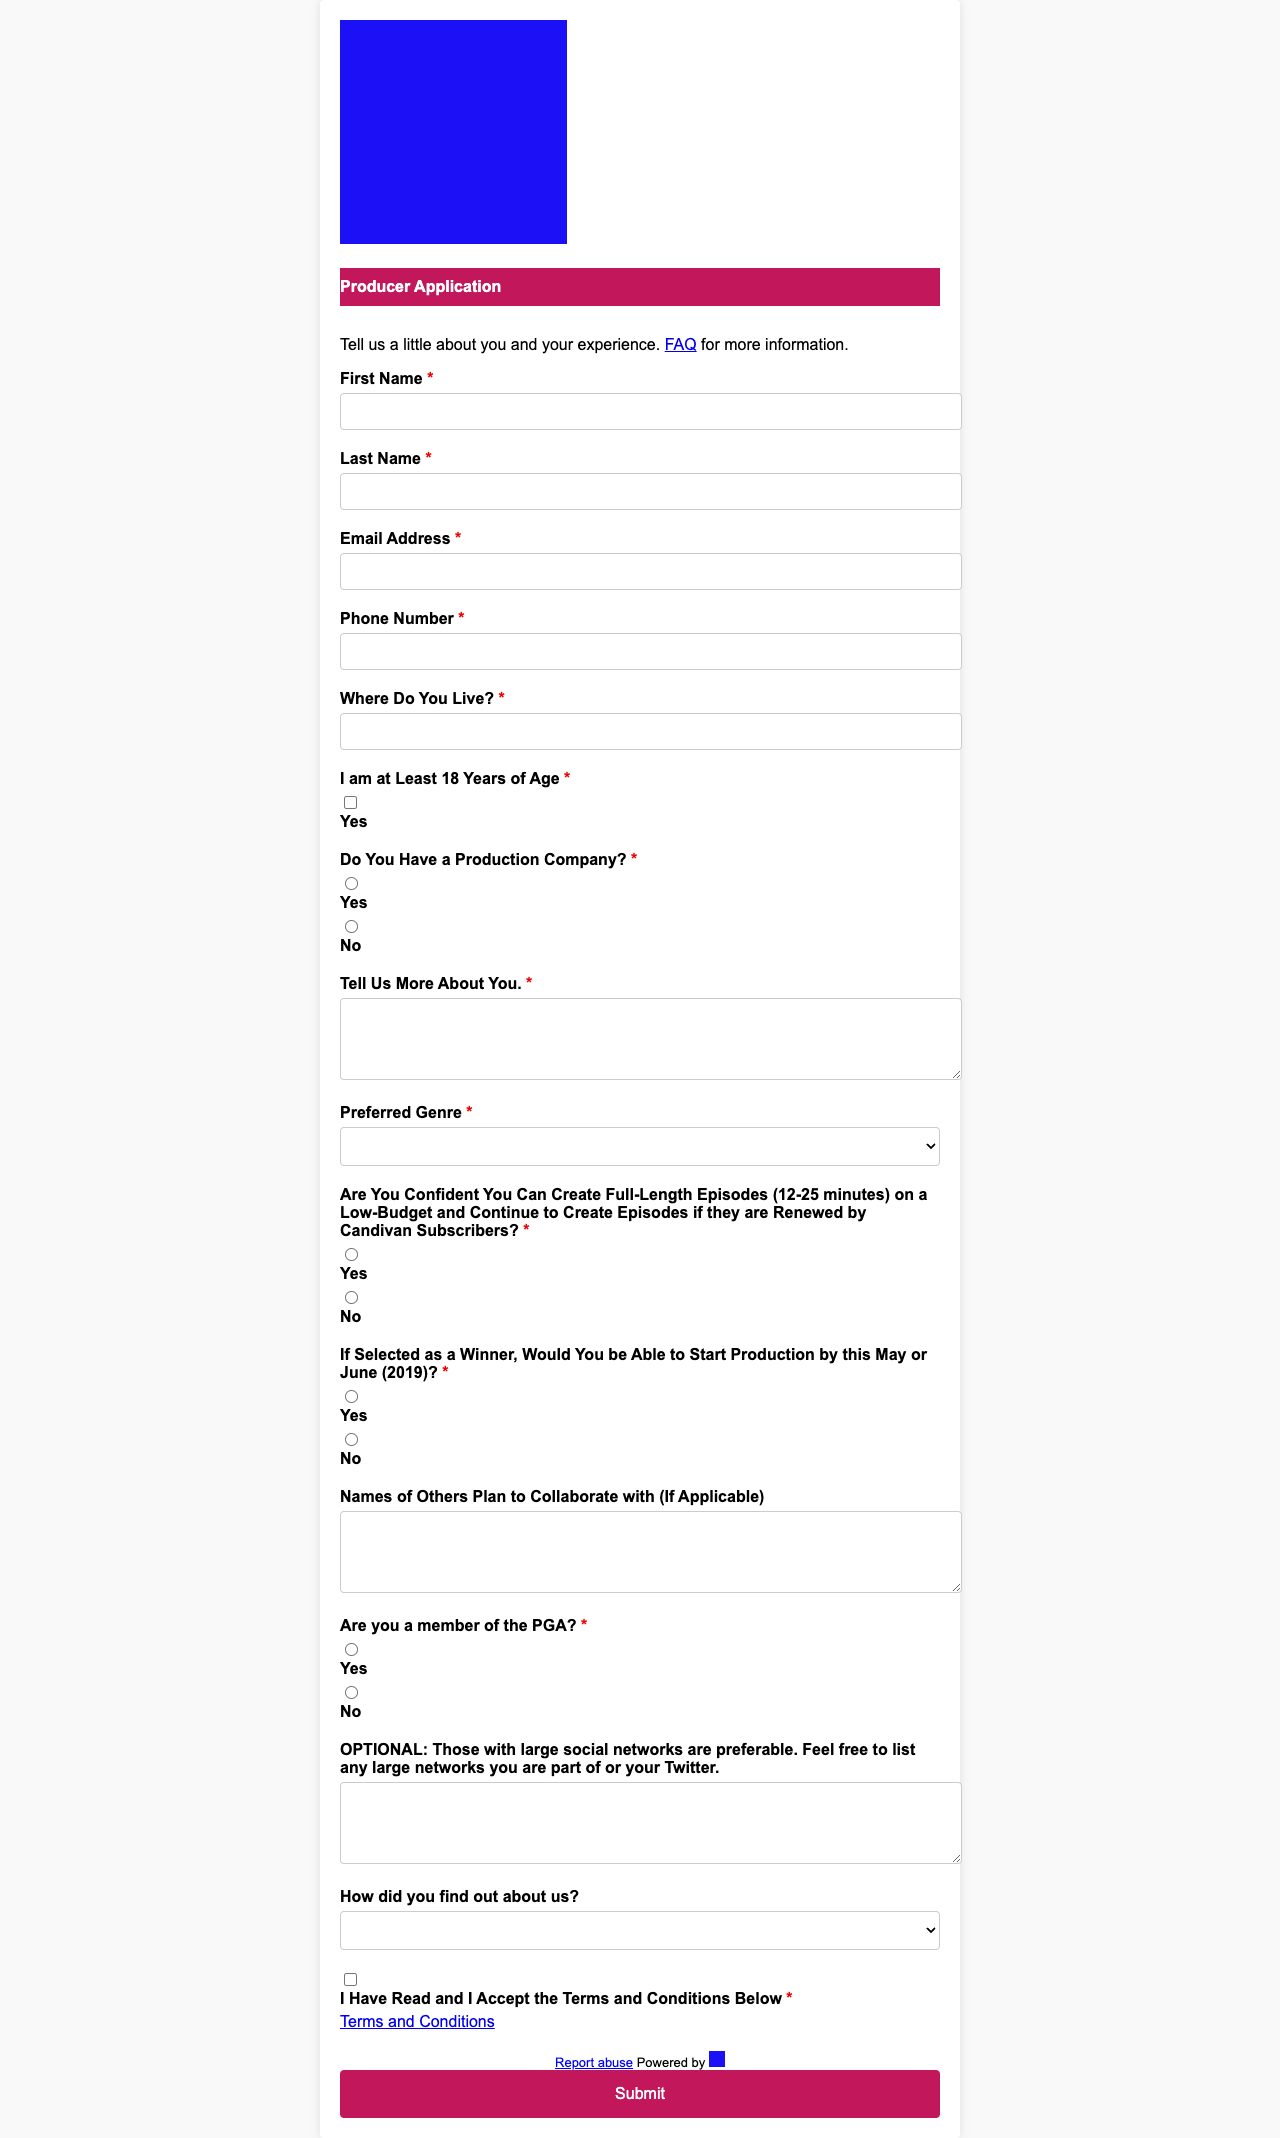 Producer Application
Tell us a little about you and your experience. FAQ for more information.
First Name *
Last Name *
Email Address *
Phone Number *
Where Do You Live? *
I am at Least 18 Years of Age *
Yes
Do You Have a Production Company? *
Yes
No
Tell Us More About You. *
Preferred Genre *
Are You Confident You Can Create Full-Length Episodes (12-25 minutes) on a
Low-Budget and Continue to Create Episodes if they are Renewed by
Candivan Subscribers? *
Yes
No
If Selected as a Winner, Would You be Able to Start Production by this May or
June (2019)? *
Yes
No
Names of Others Plan to Collaborate with (If Applicable)
Are you a member of the PGA? *
Yes
No
OPTIONAL: Those with large social networks are preferable. Feel free to list
any large networks you are part of or your Twitter.
How did you find out about us?
I Have Read and I Accept the Terms and Conditions Below *
Terms and Conditions
Report abuse Powered by
Submit